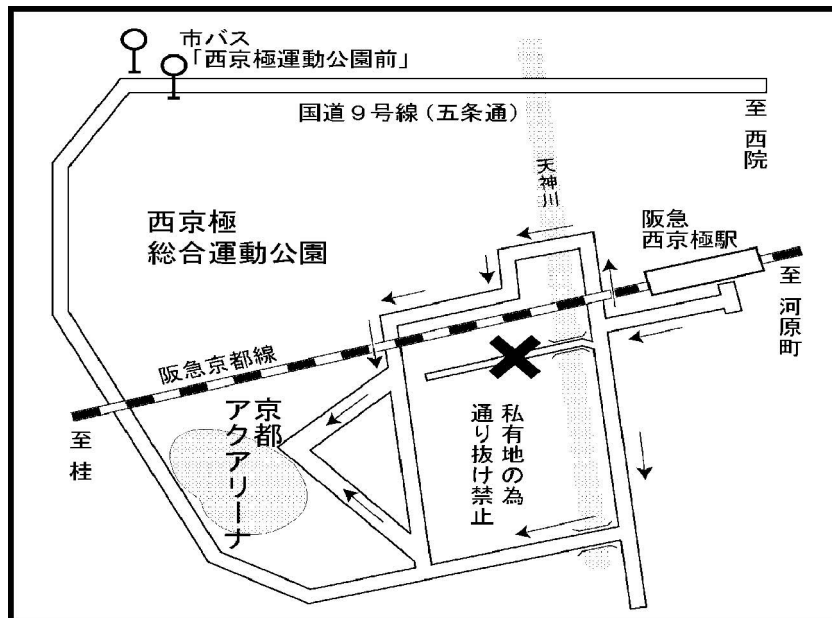 市バス
「西京極運動公園前」
国道9号線(五条通)
至 西院
天神川
西京極
総合運動公園
阪急
西京極駅
至 河原町
阪急京都線
至 桂
京都
アクアリーナ
私有地の為
通り抜け禁止